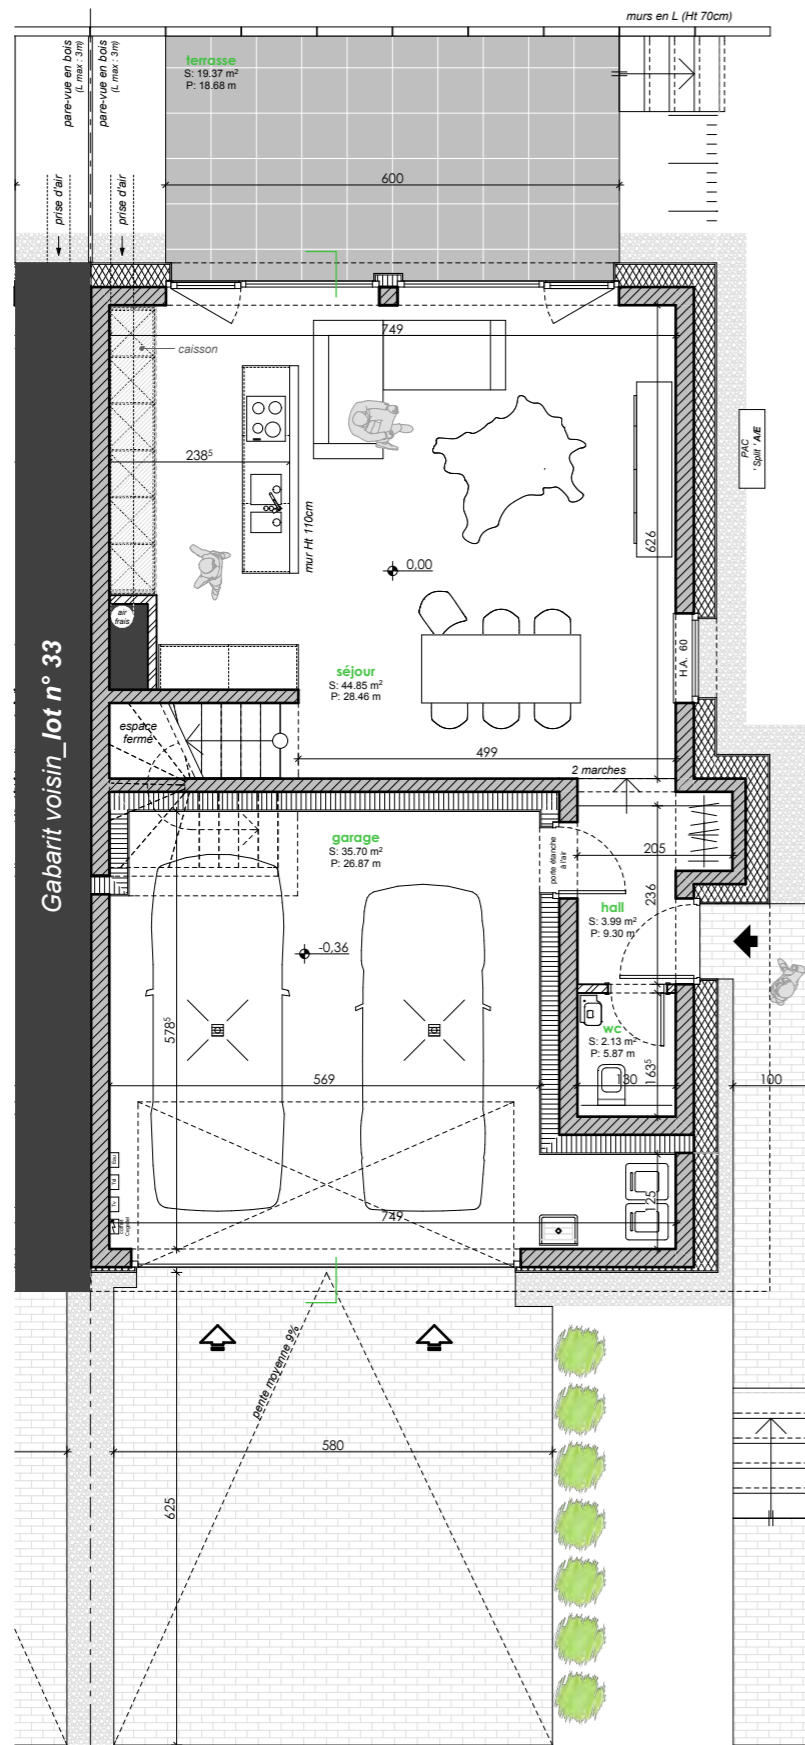 murs en L (Ht 70cm)
pare-vue en bois
(L max : 3m)
pare-vue en bois
(L max : 3m)
terrasse
S: 19.37 m²
P: 18.68 m
600
prise d'air
prise d'air
749
caisson
238⁵
mur Ht 110cm
PAC
' Split ' A/E
626
0,00
air
frais
séjour
S: 44.85 m²
P: 28.46 m
H.A. 60
Gabarit voisin_lot n° 33
espace
fermé
499
2 marches
garage
S: 35.70 m²
P: 26.87 m
porte étanche
à l'air
205
236
hall
S: 3.99 m²
P: 9.30 m
-0,36
wc
S: 2.13 m²
P: 5.87 m
578⁵
569
130
163⁵
100
Eau
Tél
Tv
125
749
pente moyenne 9%
580
625